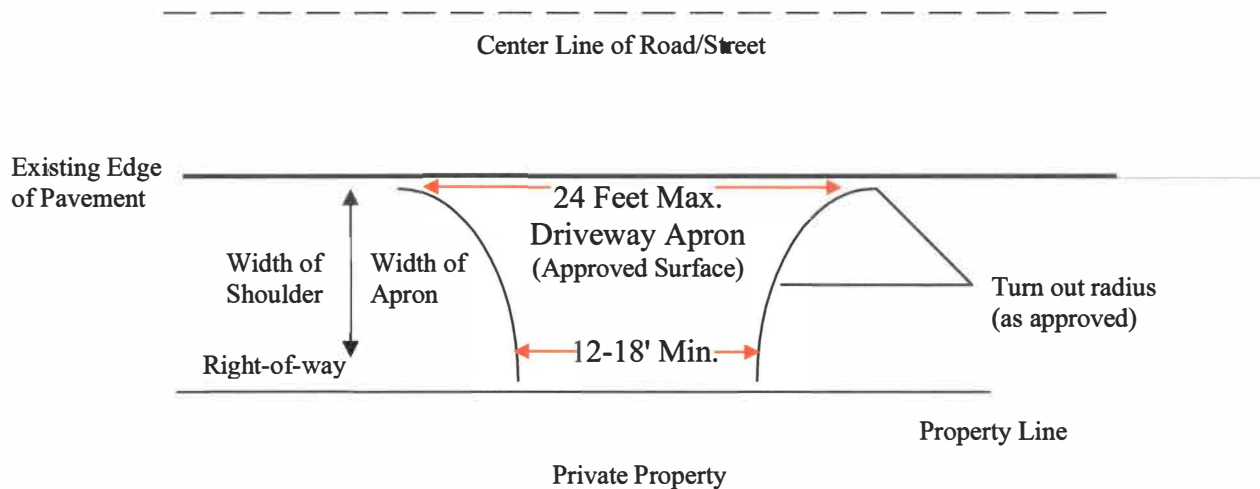 Center Line of Road/Street
Existing Edge
of Pavement
24 Feet Max.
Driveway Apron
(Approved Surface)
Width of
Shoulder
Width of
Apron
Turn out radius
(as approved)
Right-of-way
12-18' Min.
Property Line
Private Property